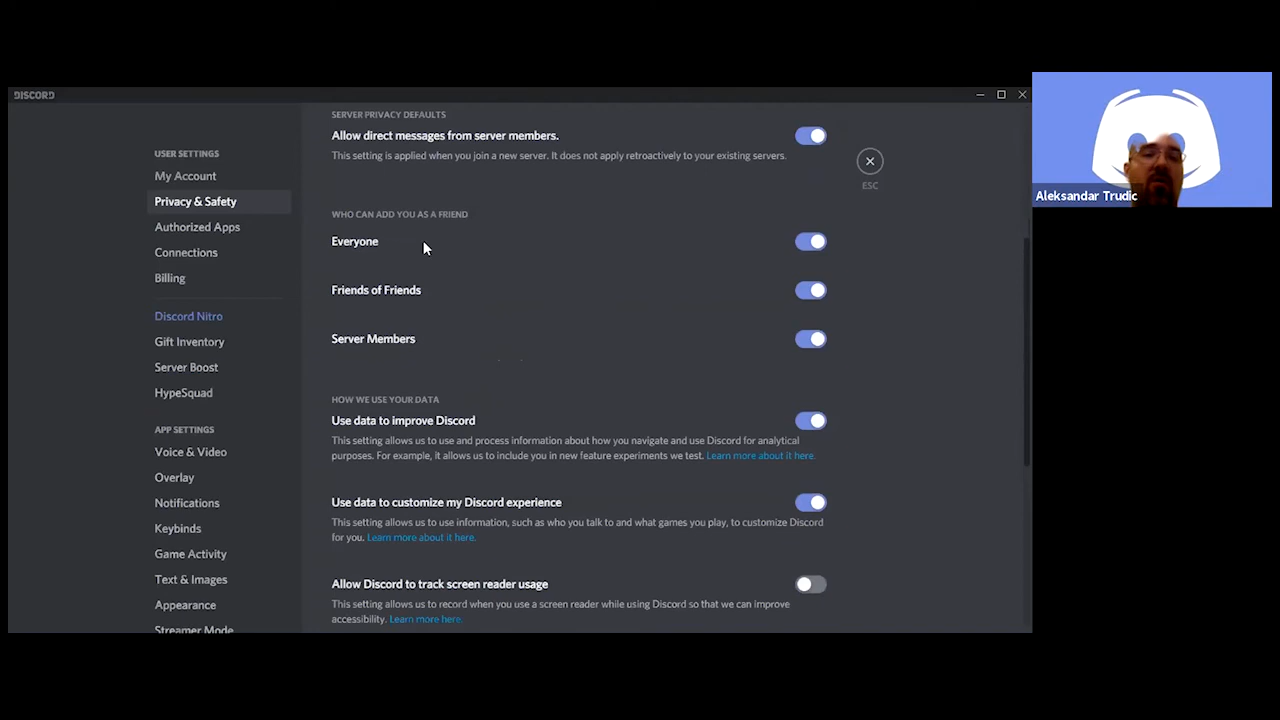 DISCORD
USER SETTINGS
My Account
Privacy & Safety
Authorized Apps
Connections
Billing
Discord Nitro
Gift Inventory
Server Boost
HypeSquad
APP SETTINGS
Voice & Video
Overlay
Notifications
Keybinds
Game Activity
Text & Images
Appearance
Streamer Mode
SERVER PRIVACY DEFAULTS
Allow direct messages from server members.
This setting is applied when you join a new server. It does not apply retroactively to your existing servers.
WHO CAN ADD YOU AS A FRIEND
Everyone
Friends of Friends
Server Members
HOW WE USE YOUR DATA
Use data to improve Discord
This setting allows us to use and process information about how you navigate and use Discord for analytical
purposes. For example, it allows us to include you in new feature experiments we test. Learn more about it here.
Use data to customize my Discord experience
This setting allows us to use information, such as who you talk to and what games you play, to customize Discord
for you. Learn more about it here.
Allow Discord to track screen reader usage
This setting allows us to record when you use a screen reader while using Discord so that we can improve
accessibility. Learn more here.
ESC
Aleksandar Trudic